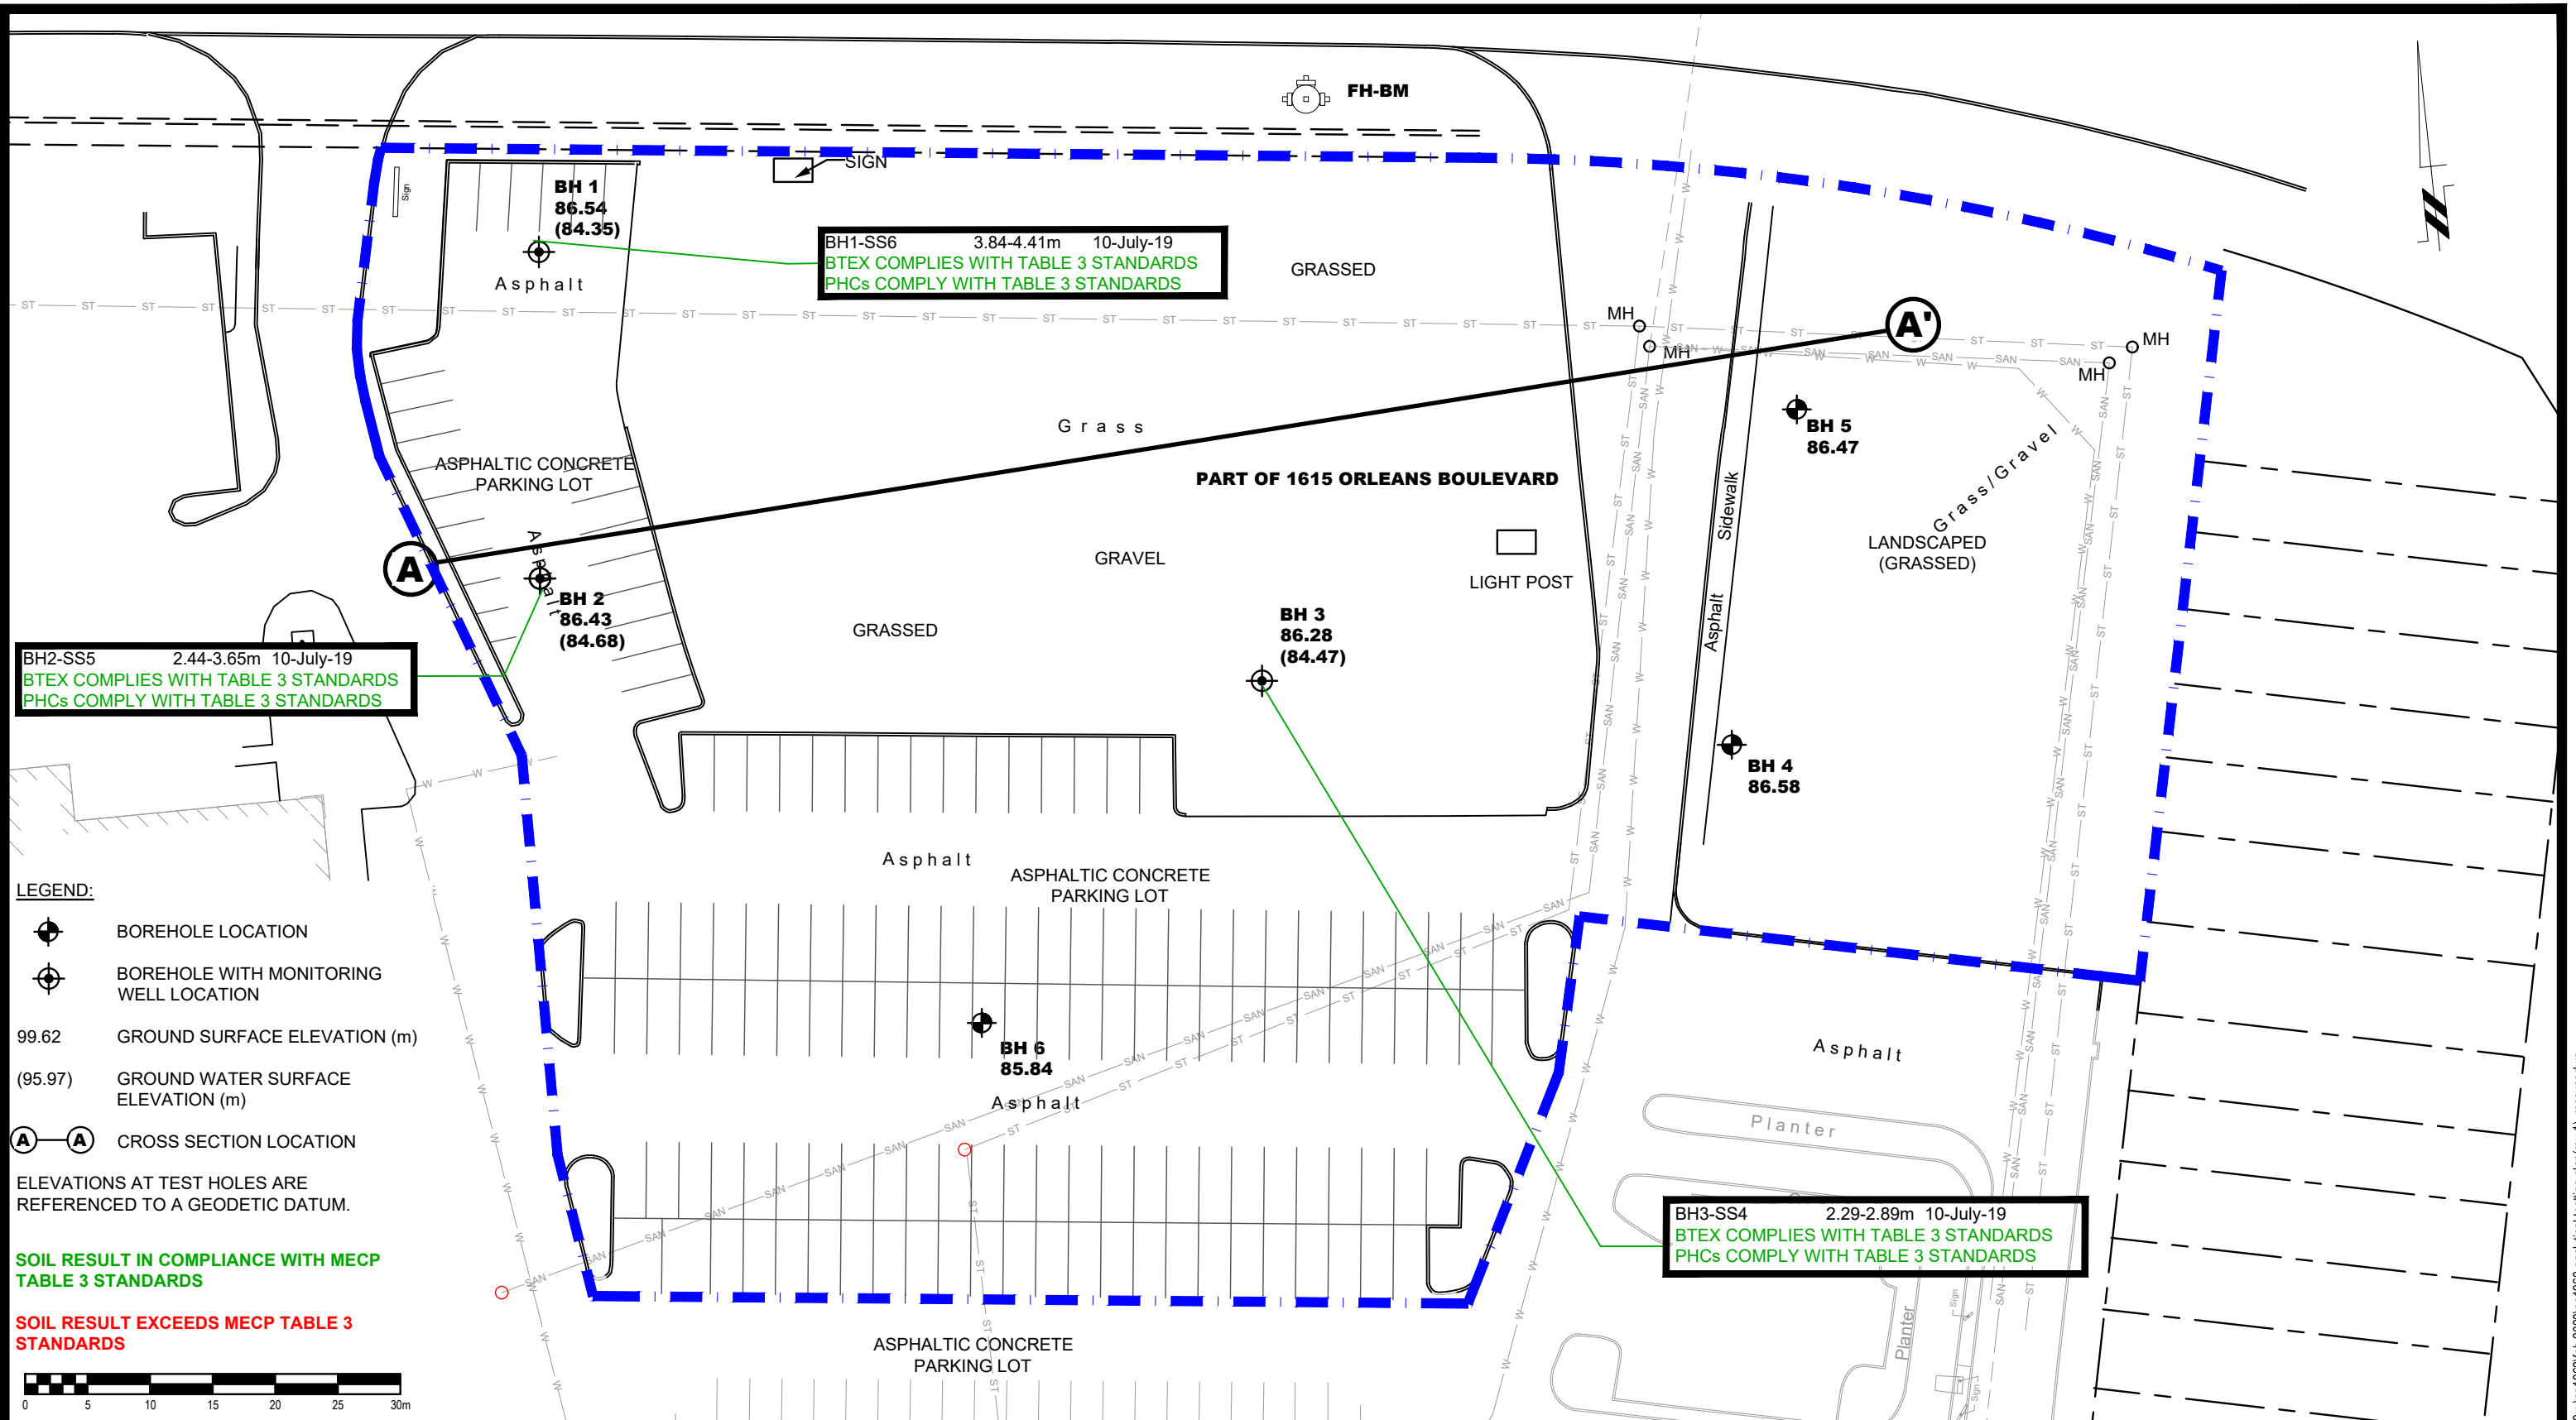 FH-BM
SIGN
Sign
BH 1
86.54
(84.35)
Asphalt
BH1-SS6 3.84-4.41m 10-July-19
BTEX COMPLIES WITH TABLE 3 STANDARDS
PHCs COMPLY WITH TABLE 3 STANDARDS
GRASSED
MH
MH
MH
MH
A'
Grass
BH 5
86.47
ASPHALTIC CONCRETE
PARKING LOT
PART OF 1615 ORLEANS BOULEVARD
Grass/Gravel
Asphalt Sidewalk
LANDSCAPED
(GRASSED)
A
Asphalt
GRAVEL
LIGHT POST
BH 2
86.43
(84.68)
GRASSED
BH 3
86.28
(84.47)
BH2-SS5 2.44-3.65m 10-July-19
BTEX COMPLIES WITH TABLE 3 STANDARDS
PHCs COMPLY WITH TABLE 3 STANDARDS
BH 4
86.58
Asphalt
ASPHALTIC CONCRETE
PARKING LOT
BH 6
85.84
Asphalt
Asphalt
Planter
BH3-SS4 2.29-2.89m 10-July-19
BTEX COMPLIES WITH TABLE 3 STANDARDS
PHCs COMPLY WITH TABLE 3 STANDARDS
Planter
Sign
Sign
ASPHALTIC CONCRETE
PARKING LOT
LEGEND:
BOREHOLE LOCATION
BOREHOLE WITH MONITORING
WELL LOCATION
99.62 GROUND SURFACE ELEVATION (m)
(95.97) GROUND WATER SURFACE
ELEVATION (m)
A A CROSS SECTION LOCATION
ELEVATIONS AT TEST HOLES ARE
REFERENCED TO A GEODETIC DATUM.
SOIL RESULT IN COMPLIANCE WITH MECP
TABLE 3 STANDARDS
SOIL RESULT EXCEEDS MECP TABLE 3
STANDARDS
0 5 10 15 20 25 30m